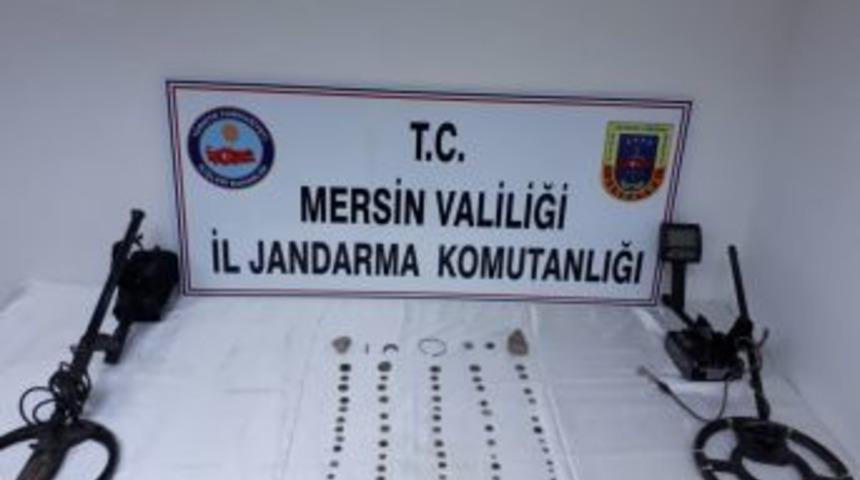 T.C.
MERSİN VALİLİĞİ
İL JANDARMA KOMUTANLIĞI